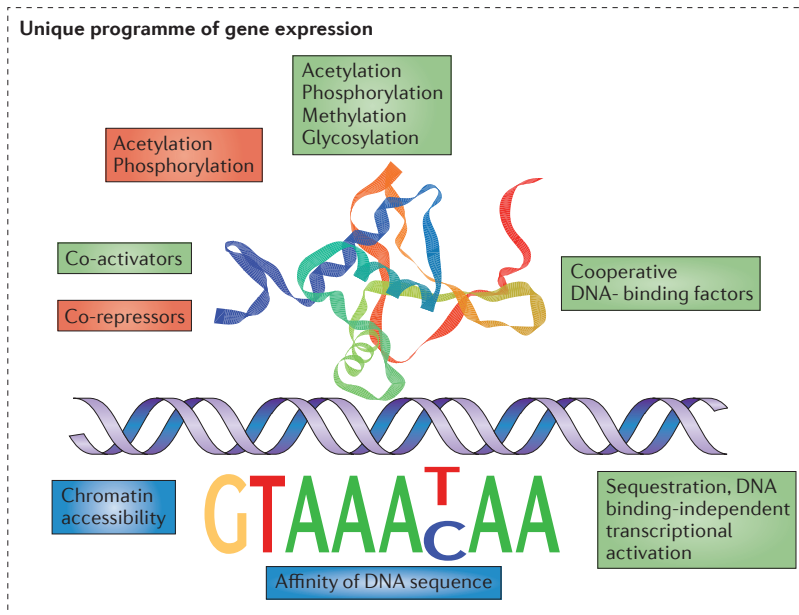 Unique programme of gene expression
Acetylation
Phosphorylation
Methylation
Glycosylation
Acetylation
Phosphorylation
Co-activators
Co-repressors
Cooperative
DNA- binding factors
Chromatin
accessibility
GTAAATAA
C
Affinity of DNA sequence
Sequestration, DNA
binding-independent
transcriptional
activation